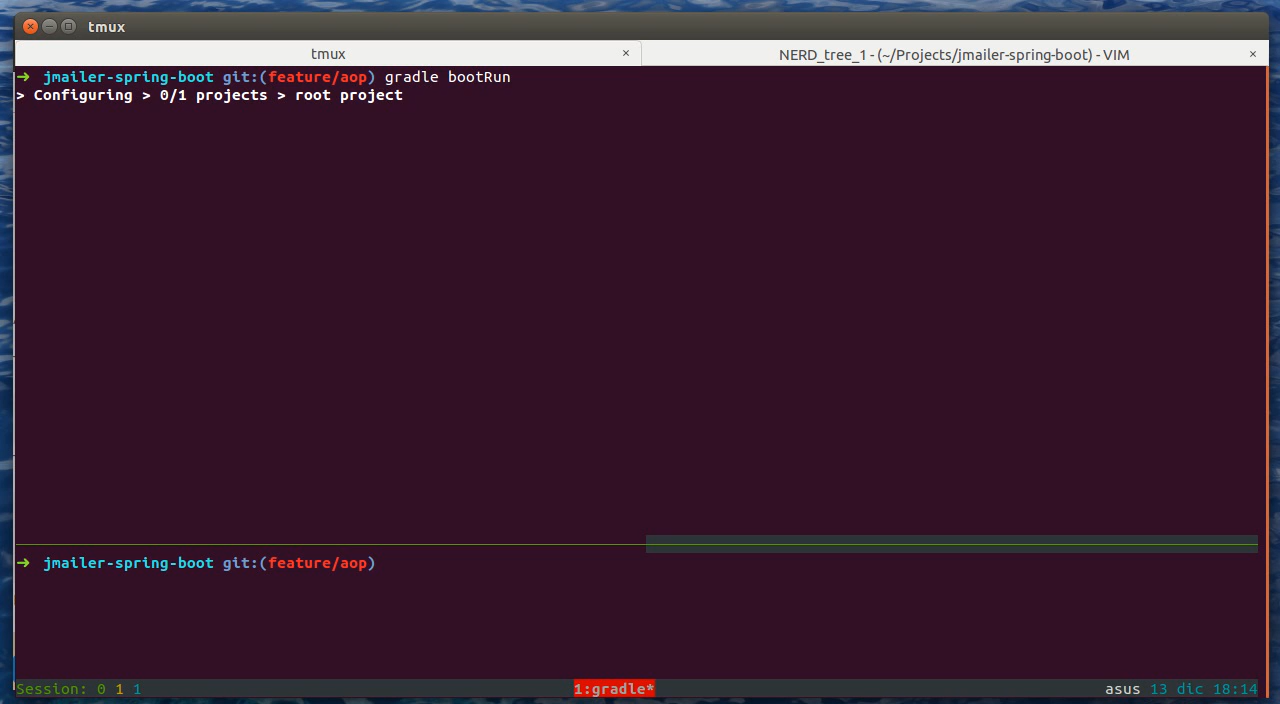 tmux
tmux × NERD_tree_1 - (~/Projects/jmailer-spring-boot) - VIM ×
➜ jmailer-spring-boot git:(feature/aop) gradle bootRun
> Configuring > 0/1 projects > root project
➜ jmailer-spring-boot git:(feature/aop)
Session: 0 1 1 1:gradle* asus 13 dic 18:14